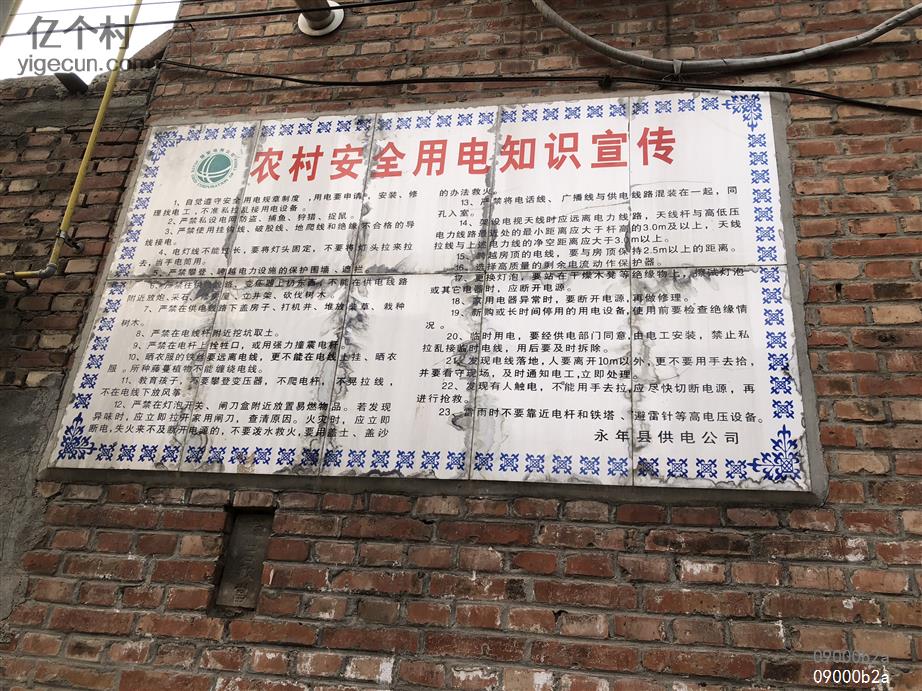 亿个村
yigecun.com
农村安全用电知识宣传
1、自觉遵守安全用电规章制度,用电要申请,安装、修
理找电工,不准私拉乱接用电设备。
2、严禁私设电网防盗、捕鱼、狩猎、捉鼠。
3、严禁使用挂钩线、破股线、地爬线和绝缘不合格的导
线接电。
4、电灯线不能过长,要将灯头固定,不要将灯头拉来拉
去,当手电筒用。
5、严禁攀登、跨越电力设施的保护围墙、遮拦。
6、严禁往 变压器上扔东西,不能在供电线路
附近放炮、采石、 立井架、砍伐树木。
7、严禁在供电线路下盖房子、打机井、堆放柴草、栽种
树木。
8、严禁在电线杆附近挖坑取土。
9、严禁在电杆上拴牲口,或用强力撞震电杆
10、晒衣服的铁丝要远离电线,更不能在电线上挂、晒衣
服。所种藤蔓植物不能缠绕电线。
11、教育孩子,不要攀登变压器,不爬电杆,不晃拉线,
不在电线下放风筝。
12、严禁在灯泡开关、闸刀盒附近放置易燃物品。若发现
异味时,应立即拉开家用闸刀,查清原因。火灾时,应立即
断电,失火来不及断开电源的,不要泼水救火,要用盖土、盖沙
的办法救火。
13、严禁将电话线、广播线与供电线路混装在一起,同
孔入室。
14、架设电视天线时应远离电力线路,天线杆与高低压
电力线路最近处的最小距离应大于杆高的3.0m及以上,天线
拉线与上述电力线的净空距离应大于3.0m以上。
15、跨越房顶的电线,要与房顶保持2.5m以上的距离。
16、选择高质量的剩余电流动作保护器。
17、更换灯泡,要站在干燥木凳等绝缘物上,擦试灯泡
或其它电器时,应断开电源。
18、家用电器异常时,要断开电源,再做修理。
19、新购或长时间停用的用电设备,使用前要检查绝缘情
况。
20、临时用电,要经供电部门同意,由电工安装,禁止私
拉乱接临时电线,用后要及时拆除。
21、发现电线落地,人要离开10m以外,更不要用手去拾,
并要看守现场,及时通知电工,立即处理。
22、发现有人触电,不能用手去拉,应尽快切断电源,再
进行抢救。
23、雷雨时不要靠近电杆和铁塔、避雷针等高电压设备。
永年县供电公司
09000b2a
09000b2a